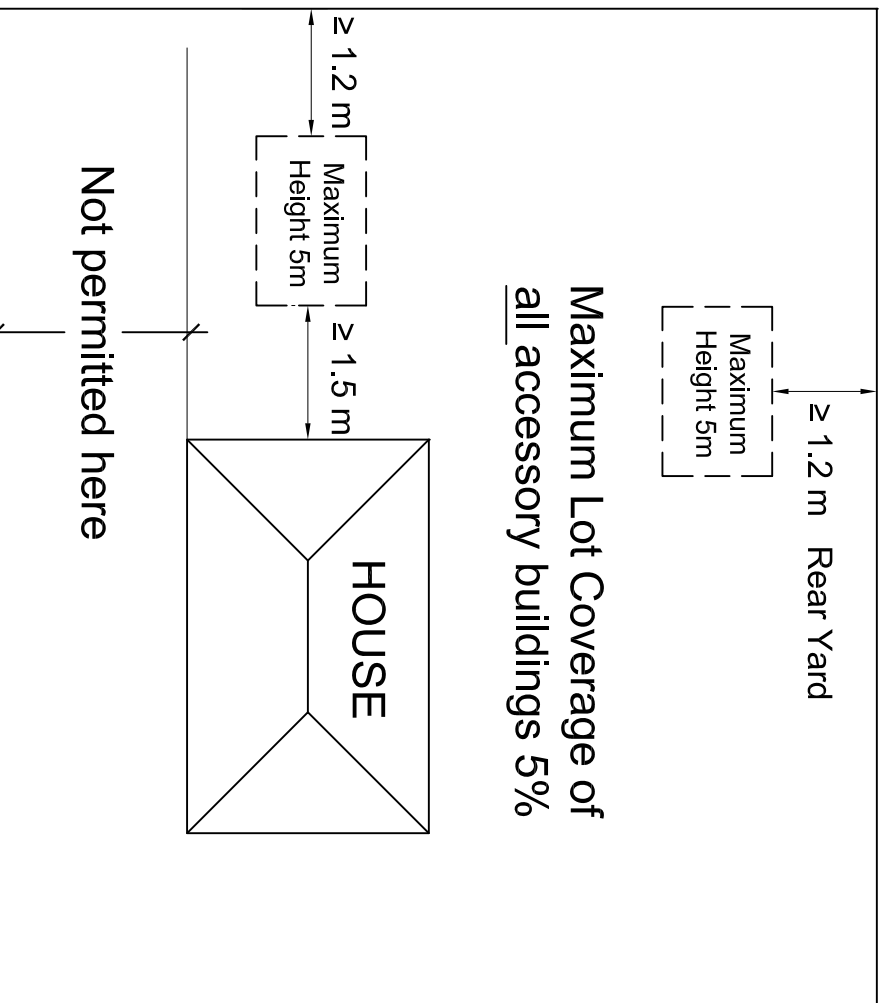 ≥ 1.2 m   Rear Yard
Maximum
Height 5m
Maximum Lot Coverage of
all accessory buildings 5%
≥ 1.2 m
Maximum
Height 5m
≥ 1.5 m
HOUSE
Not permitted here